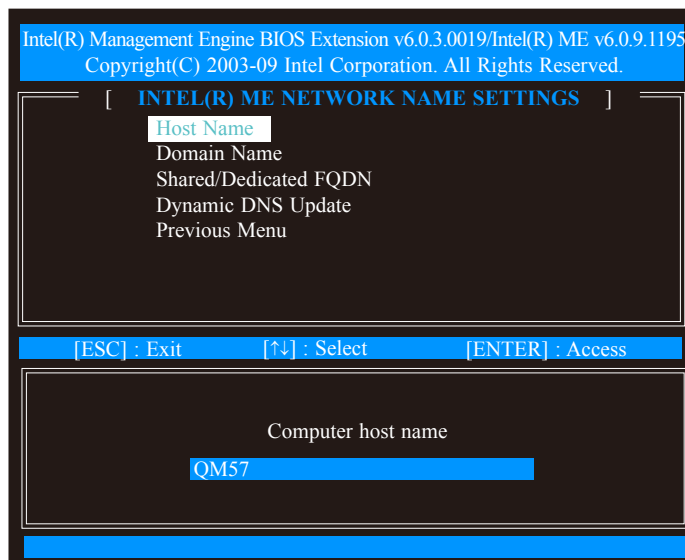 Intel(R) Management Engine BIOS Extension v6.0.3.0019/Intel(R) ME v6.0.9.1195
Copyright(C) 2003-09 Intel Corporation. All Rights Reserved.
[ INTEL(R) ME NETWORK NAME SETTINGS ]
Host Name
Domain Name
Shared/Dedicated FQDN
Dynamic DNS Update
Previous Menu
[ESC] : Exit [↑↓] : Select [ENTER] : Access
Computer host name
QM57